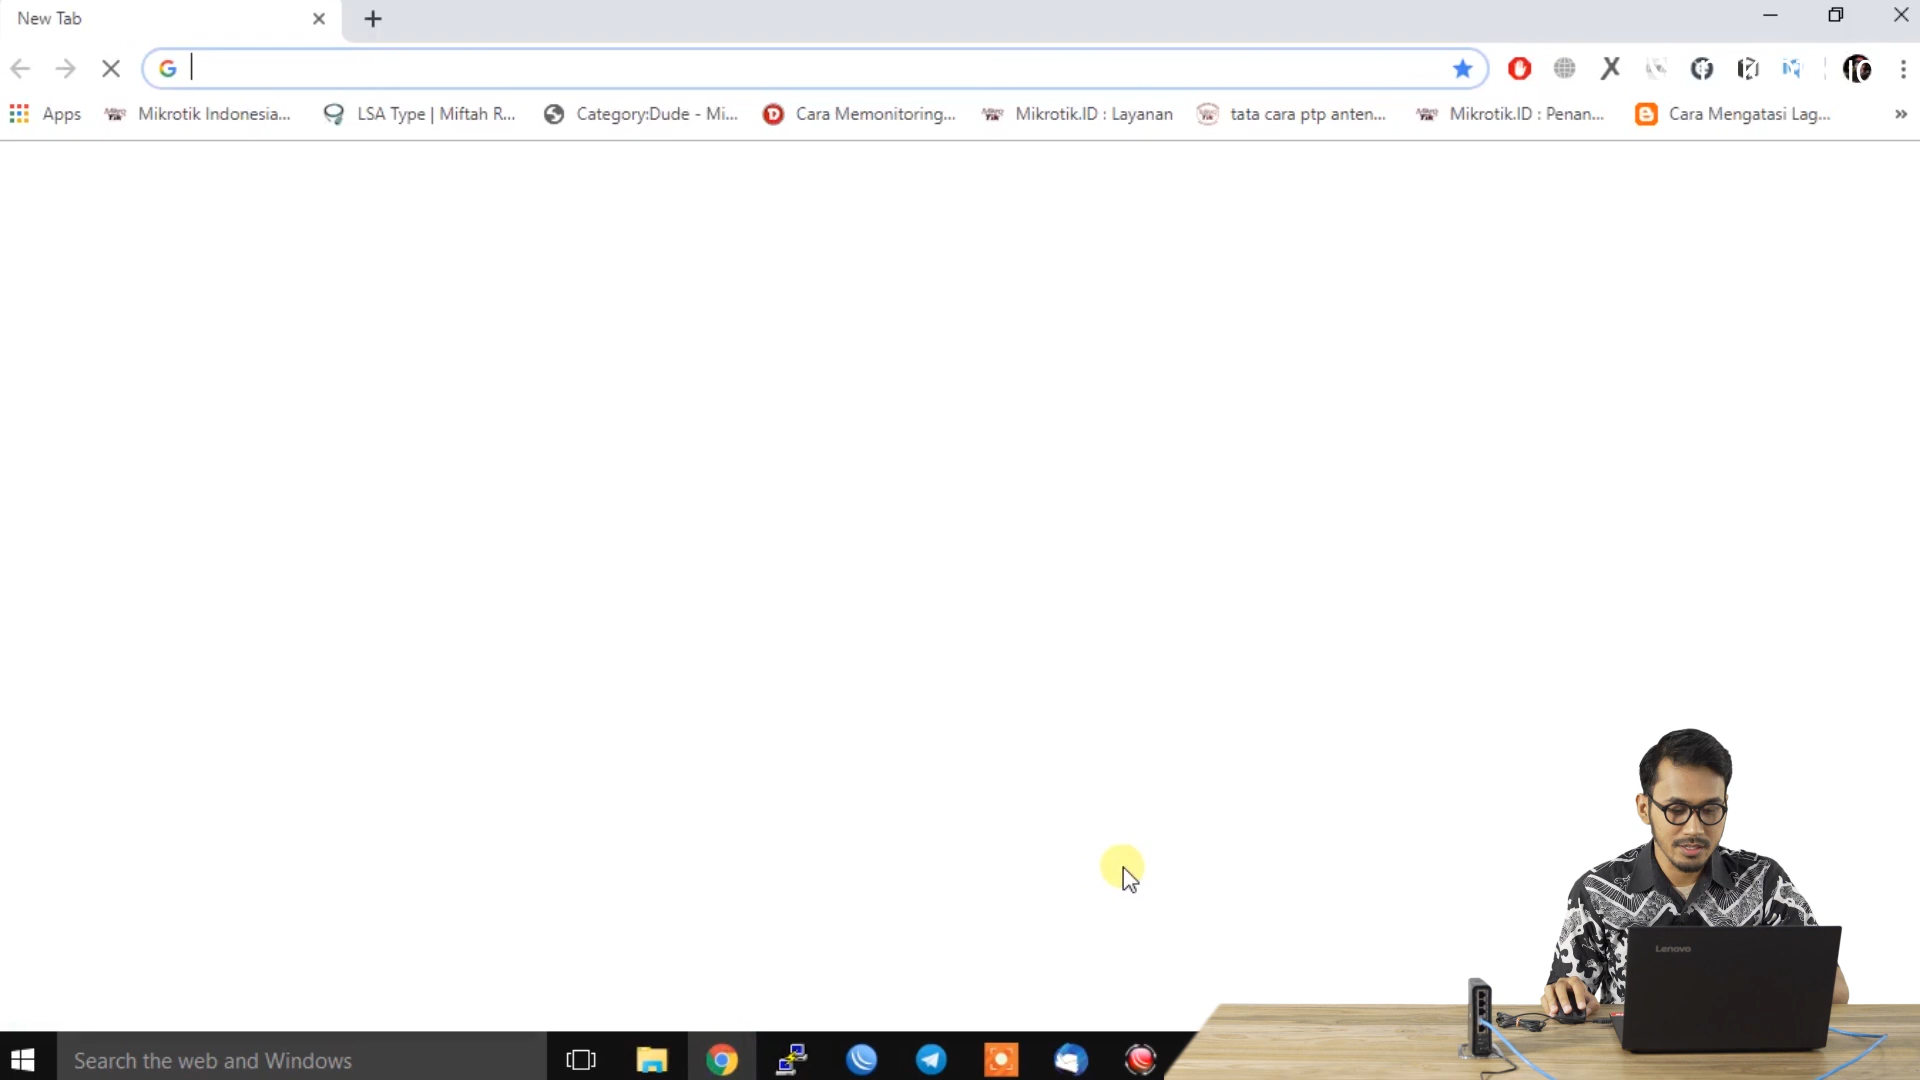 New Tab
Apps
Mikrotik Indonesia...
LSA Type | Miftah R...
Category:Dude - Mi...
Cara Memonitoring...
Mikrotik.ID : Layanan
tata cara ptp anten...
Mikrotik.ID : Penan...
Cara Mengatasi Lag...
Lenovo
Search the web and Windows